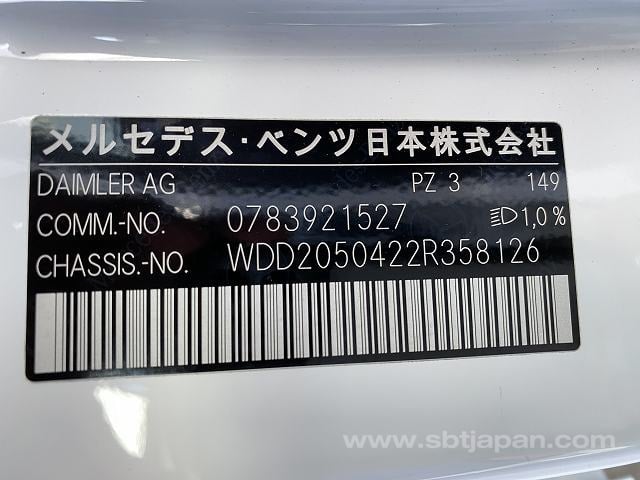 メルセデス・ベンツ日本株式会社
DAIMLER AG PZ 3 149
COMM.-NO. 0783921527 1,0 %
CHASSIS.-NO. WDD2050422R358126
www.sbtjapan.com